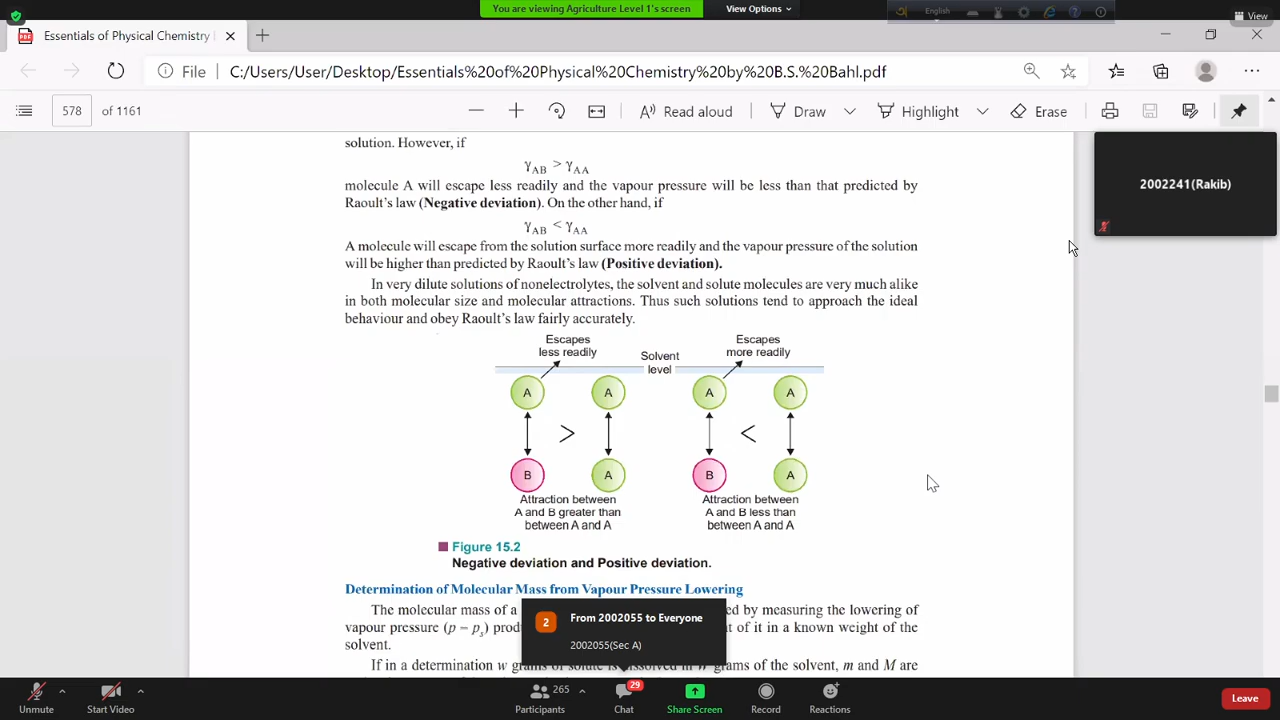 You are viewing Agriculture Level 1's screen
View Options
English
View
Essentials of Physical Chemistry
File
C:/Users/User/Desktop/Essentials%20of%20Physical%20Chemistry%20by%20B.S.%20Bahl.pdf
578 of 1161
Read aloud
Draw
Highlight
Erase
2002241(Rakib)
solution. However, if
γAB > γAA
molecule A will escape less readily and the vapour pressure will be less than that predicted by
Raoult's law (Negative deviation). On the other hand, if
γAB < γAA
A molecule will escape from the solution surface more readily and the vapour pressure of the solution
will be higher than predicted by Raoult's law (Positive deviation).
In very dilute solutions of nonelectrolytes, the solvent and solute molecules are very much alike
in both molecular size and molecular attractions. Thus such solutions tend to approach the ideal
behaviour and obey Raoult's law fairly accurately.
Escapes
less readily
Solvent
level
Escapes
more readily
A A A A
> <
B A B A
Attraction between
A and B greater than
between A and A
Attraction between
A and B less than
between A and A
Figure 15.2
Negative deviation and Positive deviation.
Determination of Molecular Mass from Vapour Pressure Lowering
The molecular mass of a ed by measuring the lowering of
vapour pressure (p – ps) prod t of it in a known weight of the
solvent.
If in a determination w grams of solute is dissolved in grams of the solvent, m and M are
2
From 2002055 to Everyone
2002055(Sec A)
Unmute
Start Video
265
Participants
29
Chat
Share Screen
Record
Reactions
Leave